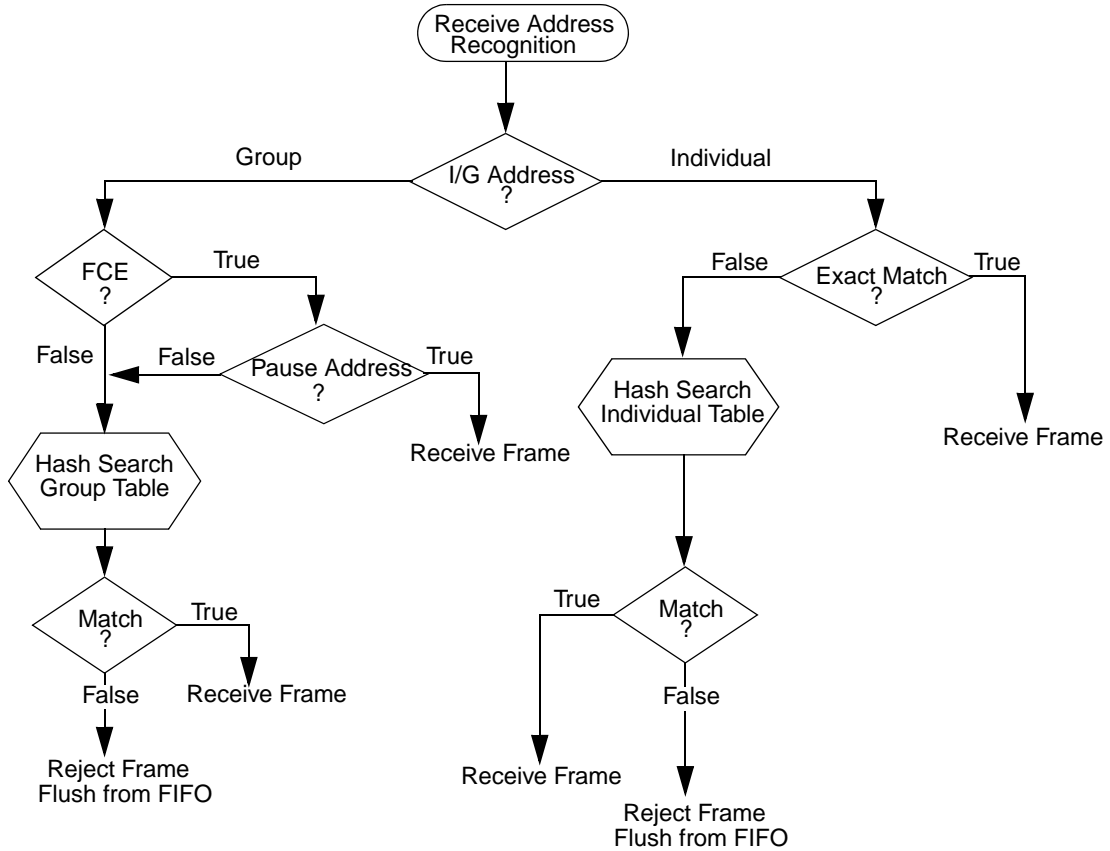 Receive Address
Recognition
Group
I/G Address
?
Individual
FCE
?
True
False
Exact Match
?
True
False
False
Pause Address
?
True
Hash Search
Individual Table
Receive Frame
Receive Frame
Hash Search
Group Table
True
Match
?
Match
?
True
False
Receive Frame
False
Reject Frame
Flush from FIFO
Receive Frame
Reject Frame
Flush from FIFO